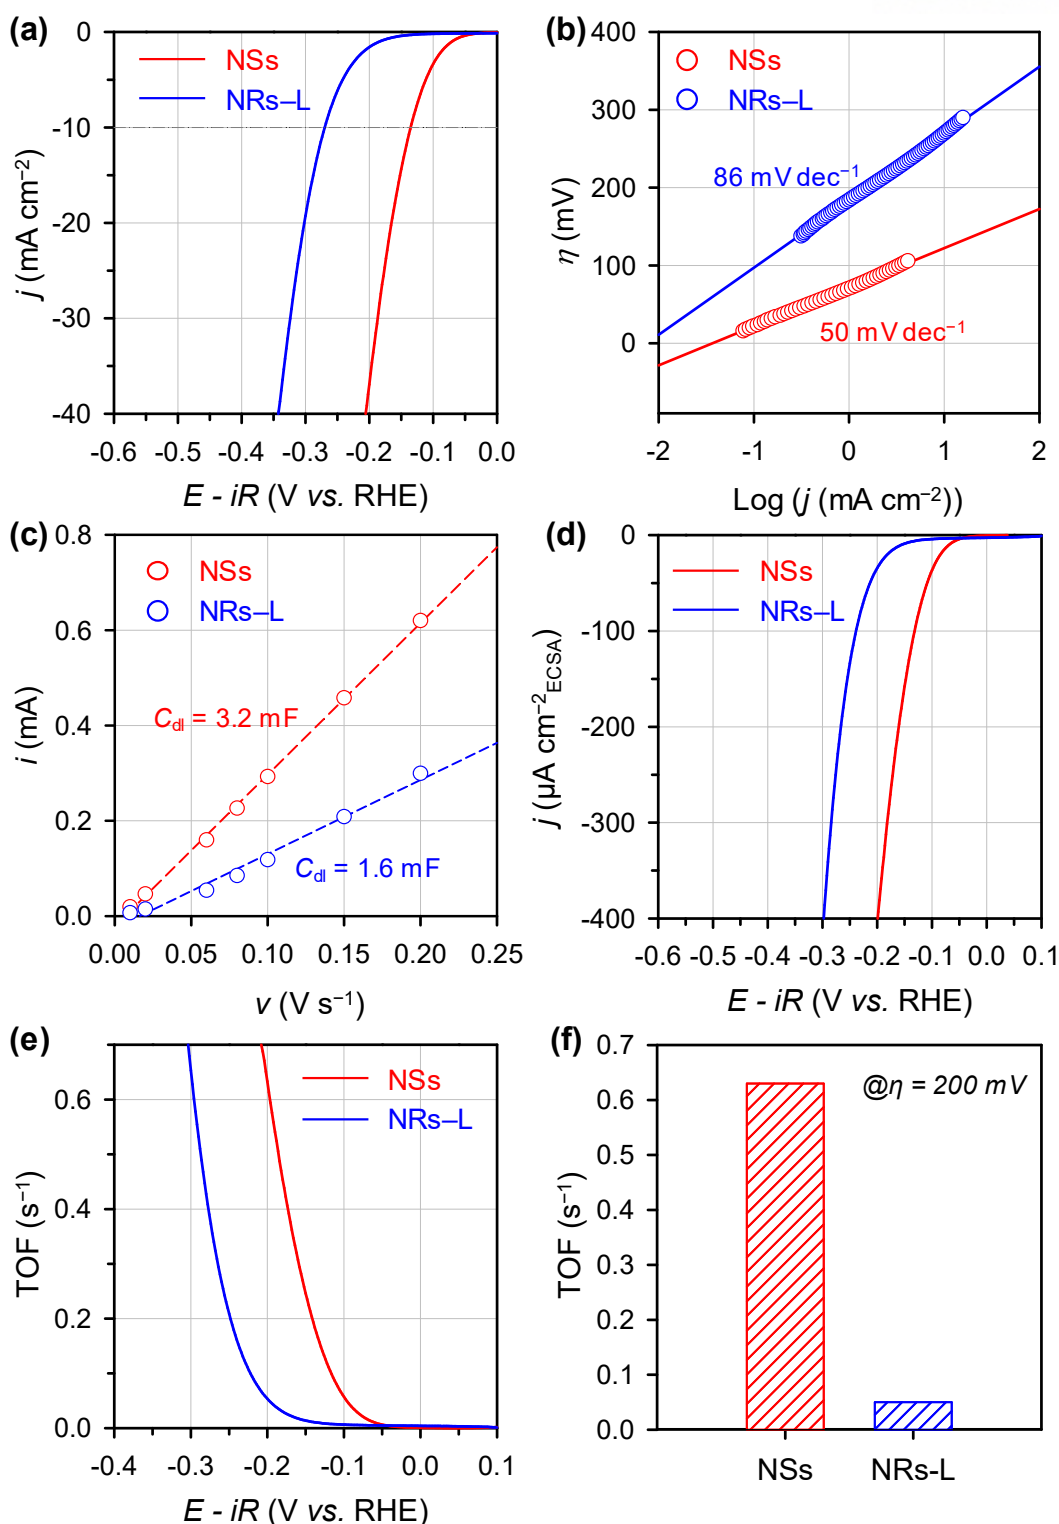 (a)
NSs
NRs–L
0
-10
-20
-30
-40
j (mA cm⁻²)
-0.6 -0.5 -0.4 -0.3 -0.2 -0.1 0.0
E - iR (V vs. RHE)
(b)
NSs
NRs–L
86 mV dec⁻¹
50 mV dec⁻¹
400
300
200
100
0
η (mV)
-2 -1 0 1 2
Log (j (mA cm⁻²))
(c)
NSs
NRs–L
Cdl = 3.2 mF
Cdl = 1.6 mF
0.8
0.6
0.4
0.2
0.0
i (mA)
0.00 0.05 0.10 0.15 0.20 0.25
v (V s⁻¹)
(d)
NSs
NRs–L
0
-100
-200
-300
-400
j (µA cm⁻²ECSA)
-0.6 -0.5 -0.4 -0.3 -0.2 -0.1 0.0 0.1
E - iR (V vs. RHE)
(e)
NSs
NRs–L
0.6
0.4
0.2
0.0
TOF (s⁻¹)
-0.4 -0.3 -0.2 -0.1 0.0 0.1
E - iR (V vs. RHE)
(f)
@η = 200 mV
0.7
0.6
0.5
0.4
0.3
0.2
0.1
0.0
TOF (s⁻¹)
NSs NRs-L